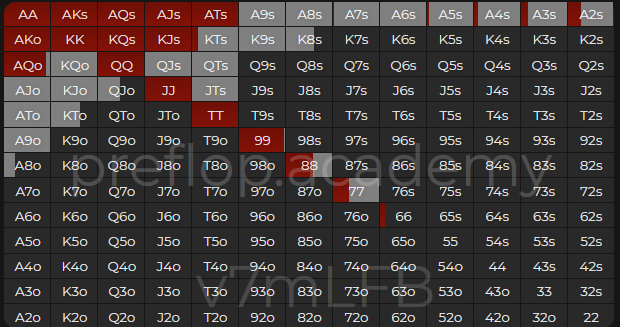 AA AKs AQs AJs ATs A9s A8s A7s A6s A5s A4s A3s A2s
AKo KK KQs KJs KTs K9s K8s K7s K6s K5s K4s K3s K2s
AQo KQo QQ QJs QTs Q9s Q8s Q7s Q6s Q5s Q4s Q3s Q2s
AJo KJo QJo JJ JTs J9s J8s J7s J6s J5s J4s J3s J2s
ATo KTo QTo JTo TT T9s T8s T7s T6s T5s T4s T3s T2s
A9o K9o Q9o J9o T9o 99 98s 97s 96s 95s 94s 93s 92s
A8o K8o Q8o J8o T8o 98o 88 87s 86s 85s 84s 83s 82s
preflop.academy
A7o K7o Q7o J7o T7o 97o 87o 77 76s 75s 74s 73s 72s
A6o K6o Q6o J6o T6o 96o 86o 76o 66 65s 64s 63s 62s
A5o K5o Q5o J5o T5o 95o 85o 75o 65o 55 54s 53s 52s
A4o K4o Q4o J4o T4o 94o 84o 74o 64o 54o 44 43s 42s
v7mLFB
A3o K3o Q3o J3o T3o 93o 83o 73o 63o 53o 43o 33 32s
A2o K2o Q2o J2o T2o 92o 82o 72o 62o 52o 42o 32o 22